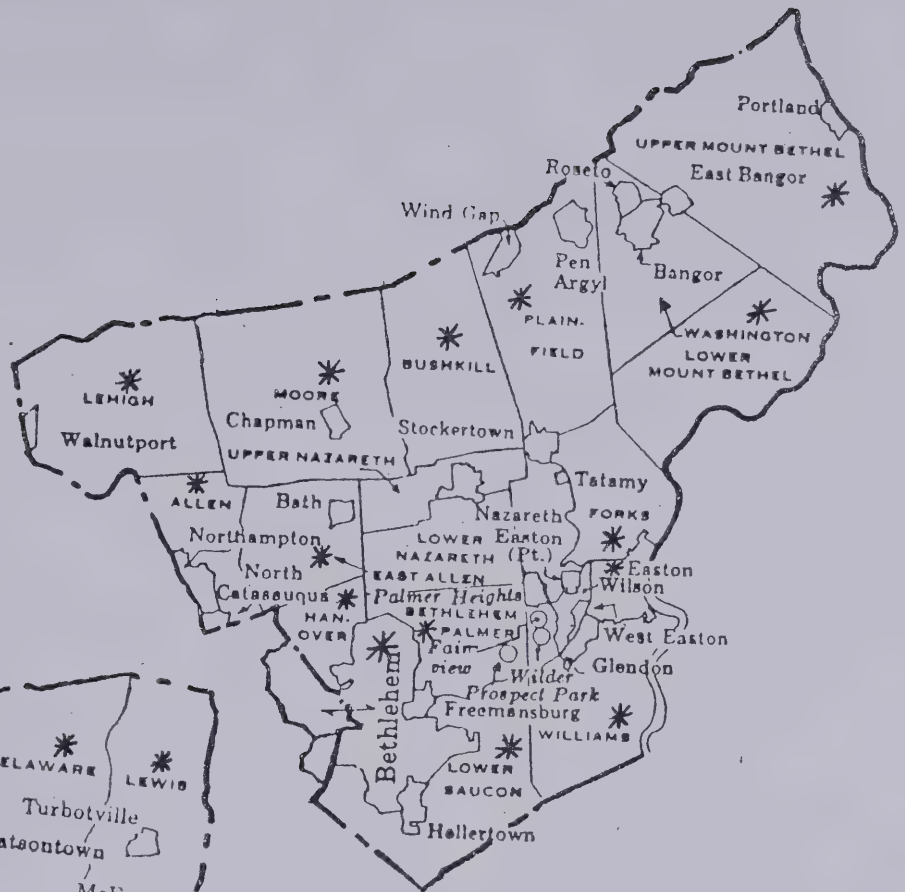 Portland
UPPER MOUNT BETHEL
Roseto
East Bangor
Wind Gap
Pen
Argyl
Bangor
PLAIN-
FIELD
WASHINGTON
LOWER
MOUNT BETHEL
BUSHKILL
LEHIGH
MOORE
Chapman
Stockertown
Walnutport
UPPER NAZARETH
Tatamy
ALLEN
Bath
Nazareth
FORKS
Northampton
LOWER
NAZARETH
Easton
(Pt.)
North
Catasauqua
EAST ALLEN
Easton
Wilson
HAN-
OVER
Palmer Heights
BETHLEHEM
PALMER
West Easton
Fair-
view
Glendon
Wilder
Prospect Park
Freemansburg
WILLIAMS
Bethlehem
LOWER
SAUCON
Hellertown
ELAWARE
LEWIS
Turbotville
atsontown